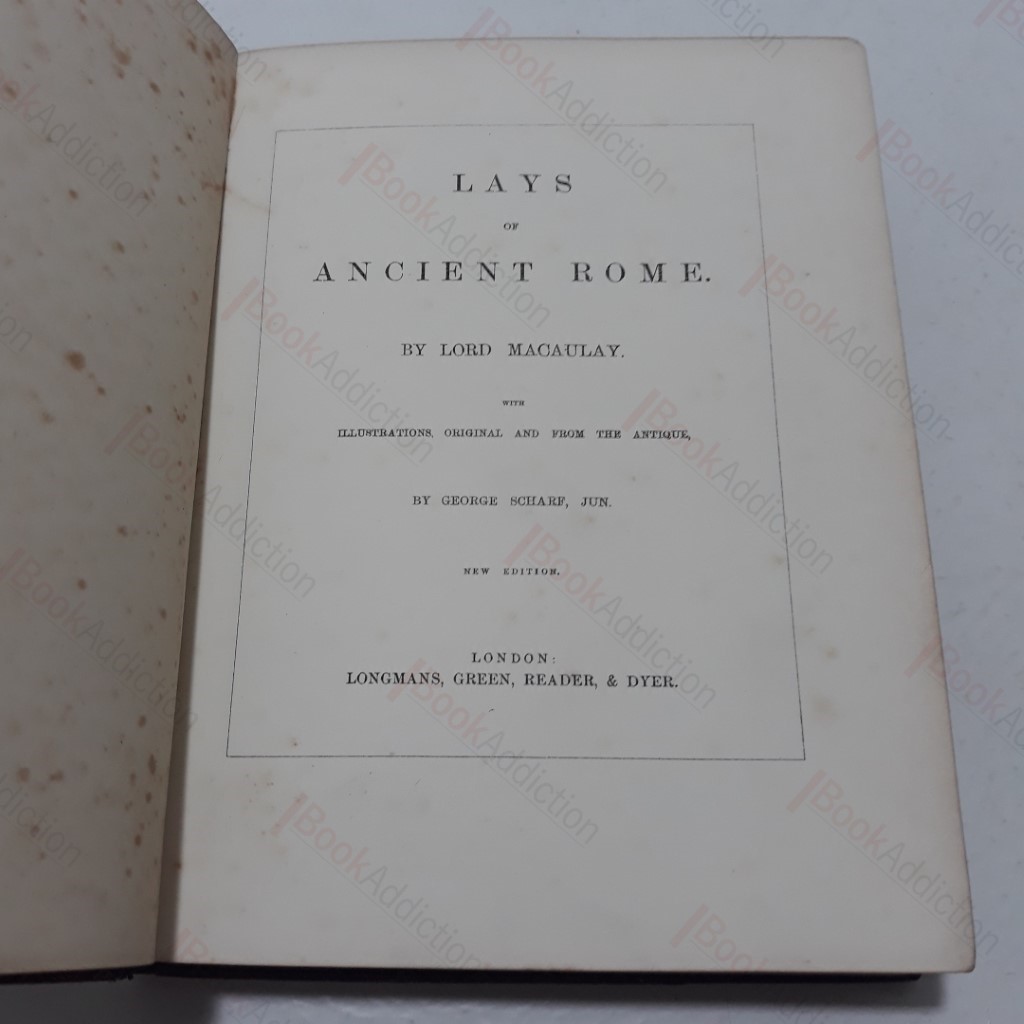 LAYS
OF
ANCIENT ROME.
BY LORD MACAULAY.
WITH
ILLUSTRATIONS, ORIGINAL AND FROM THE ANTIQUE,
BY GEORGE SCHARF, JUN.
NEW EDITION.
LONDON:
LONGMANS, GREEN, READER, & DYER.
BookAddiction